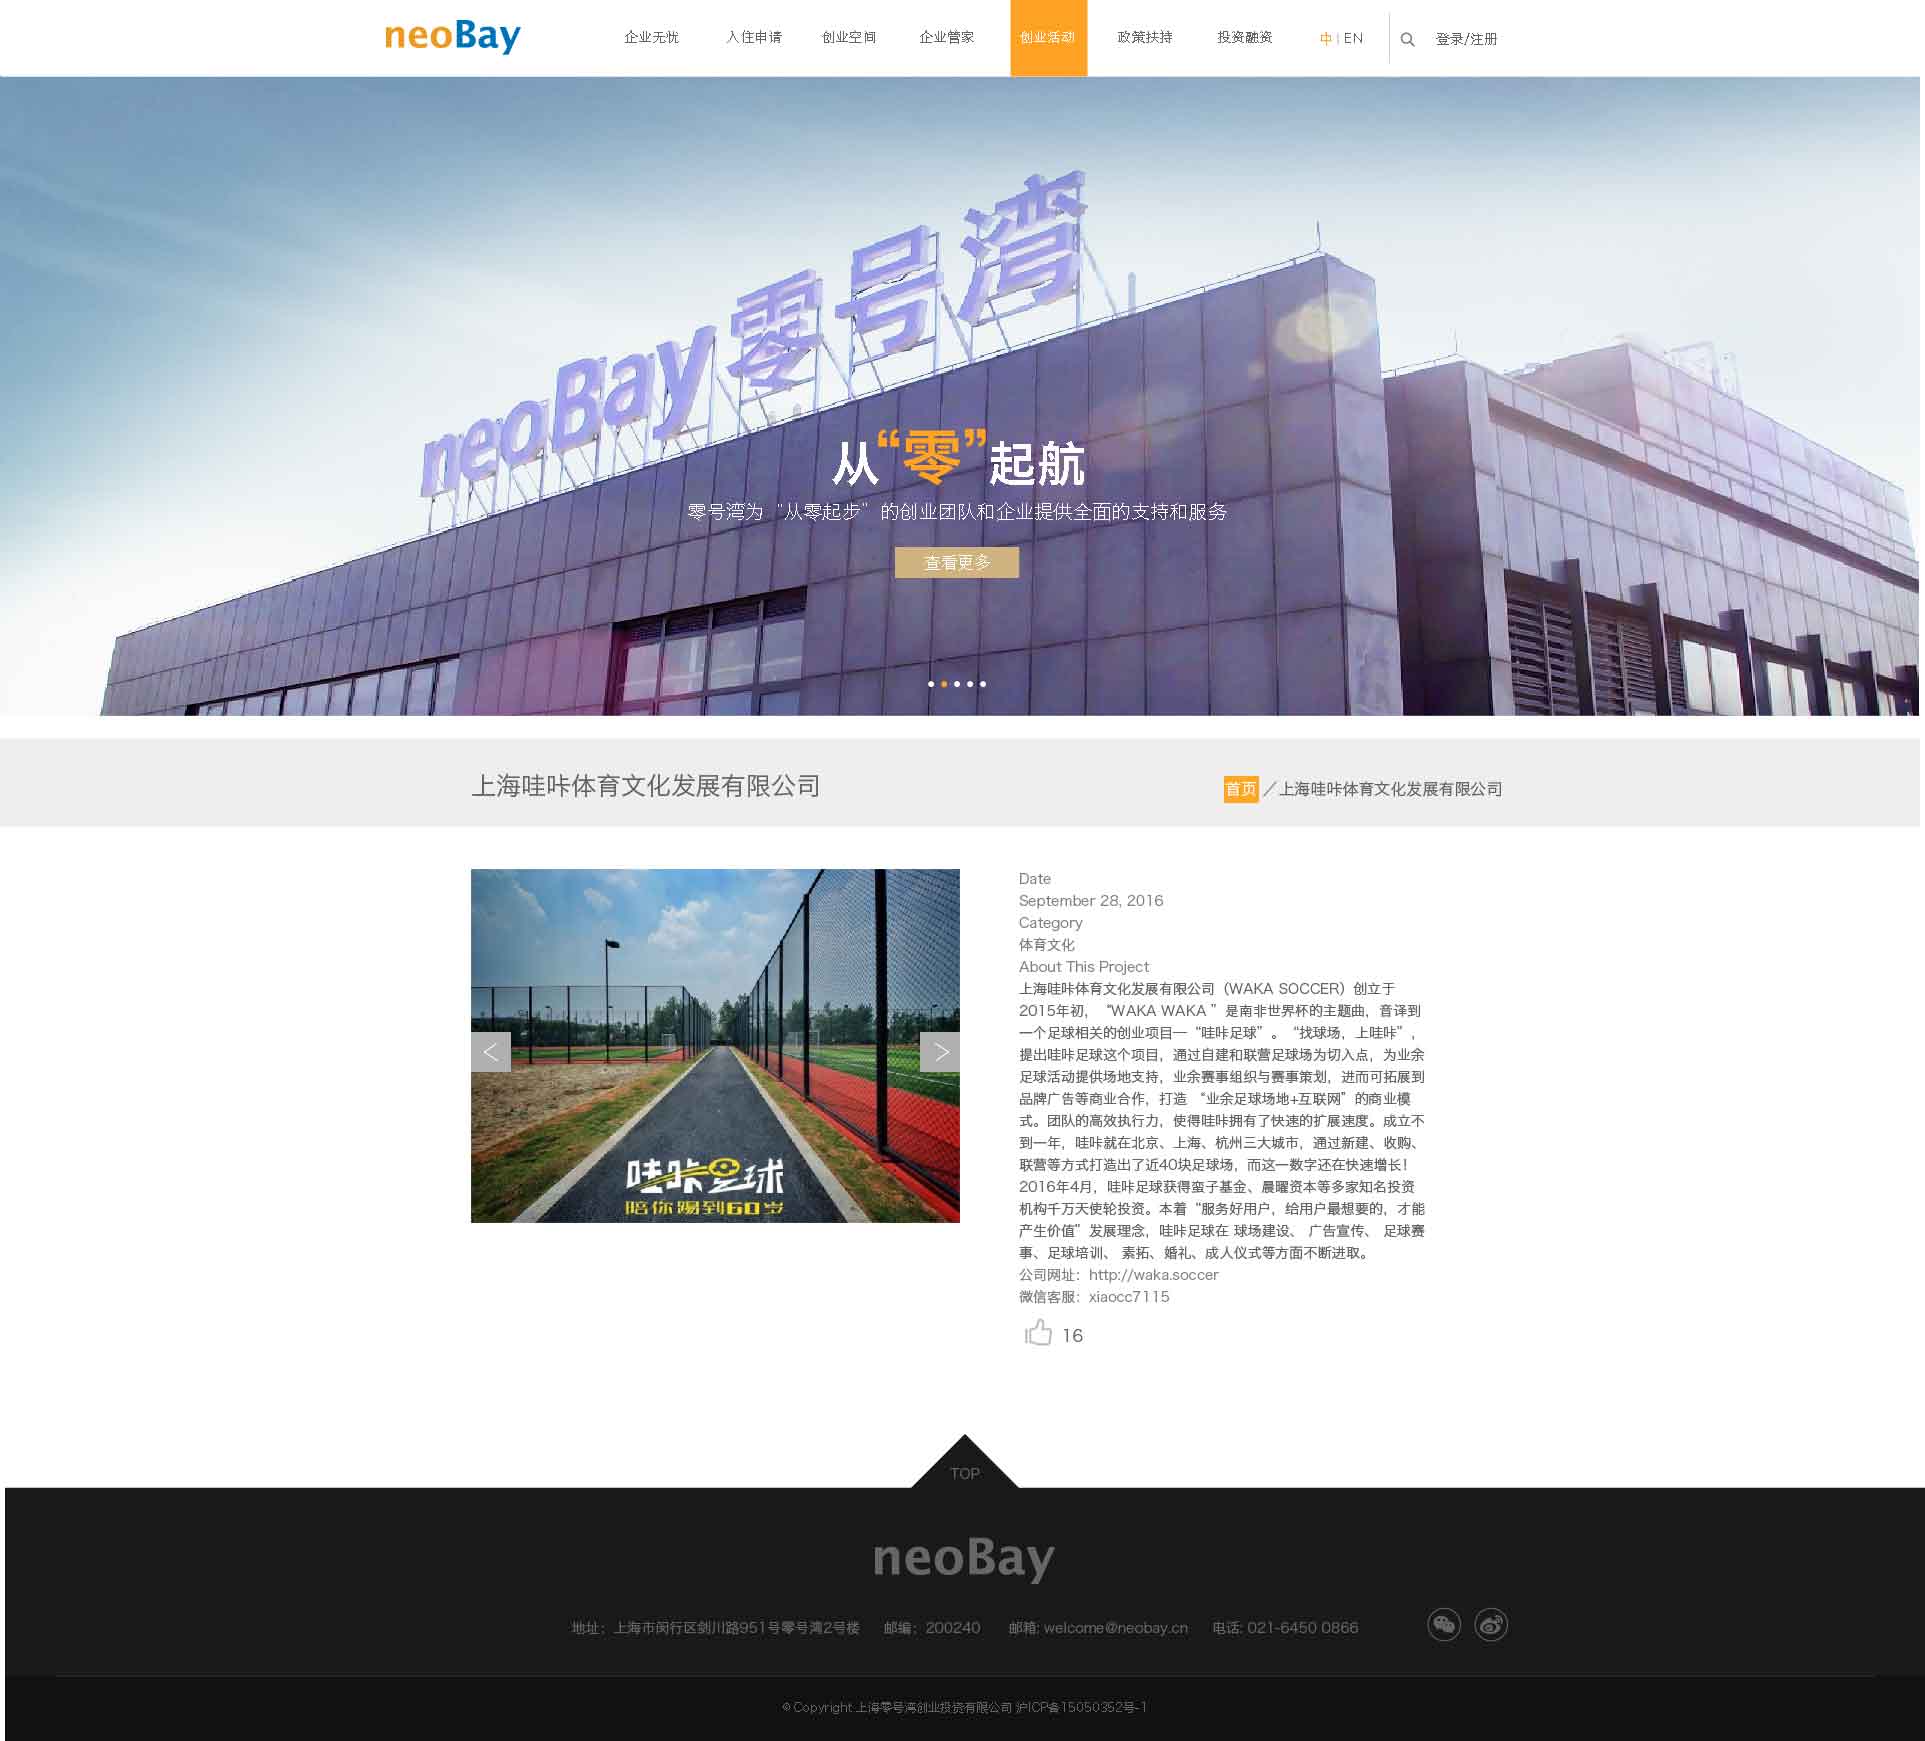 neoBay
企业无忧 入住申请 创业空间 企业管家 创业活动 政策扶持 投资融资 中 | EN 登录/注册
neoBay零号湾
从“零”起航
零号湾为“从零起步”的创业团队和企业提供全面的支持和服务
查看更多
上海哇咔体育文化发展有限公司
首页 ／上海哇咔体育文化发展有限公司
<
>
哇咔足球
陪你踢到60岁
Date
September 28, 2016
Category
体育文化
About This Project
上海哇咔体育文化发展有限公司（WAKA SOCCER）创立于
2015年初，“WAKA WAKA ”是南非世界杯的主题曲，音译到
一个足球相关的创业项目—“哇咔足球”。“找球场，上哇咔”，
提出哇咔足球这个项目，通过自建和联营足球场为切入点，为业余
足球活动提供场地支持，业余赛事组织与赛事策划，进而可拓展到
品牌广告等商业合作，打造 “业余足球场地+互联网”的商业模
式。团队的高效执行力，使得哇咔拥有了快速的扩展速度。成立不
到一年，哇咔就在北京、上海、杭州三大城市，通过新建、收购、
联营等方式打造出了近40块足球场，而这一数字还在快速增长！
2016年4月，哇咔足球获得蛮子基金、晨曜资本等多家知名投资
机构千万天使轮投资。本着“服务好用户，给用户最想要的，才能
产生价值”发展理念，哇咔足球在 球场建设、 广告宣传、 足球赛
事、足球培训、 素拓、婚礼、成人仪式等方面不断进取。
公司网址：http://waka.soccer
微信客服：xiaocc7115
16
TOP
neoBay
地址：上海市闵行区剑川路951号零号湾2号楼 邮编：200240 邮箱: welcome@neobay.cn 电话: 021-6450 0866
© Copyright 上海零号湾创业投资有限公司 沪ICP备15050352号-1